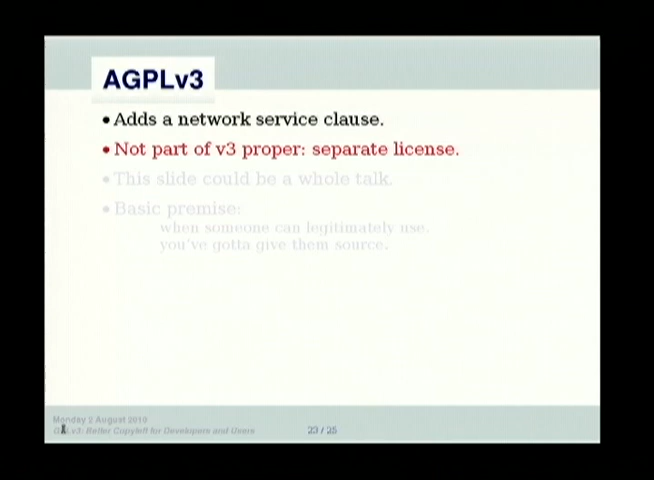 AGPLv3
• Adds a network service clause.
• Not part of v3 proper: separate license.
• This slide could be a whole talk.
• Basic premise:
when someone can legitimately use,
you've gotta give them source.
Monday 2 August 2010
v3: Better Copyleft for Developers and Users
23 / 25